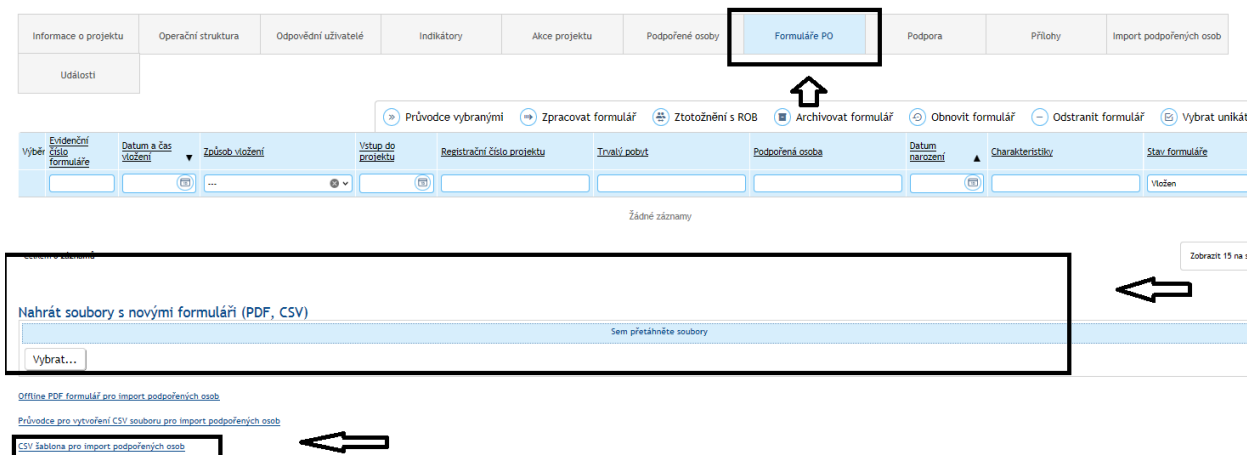 Informace o projektu Operační struktura Odpovědní uživatelé Indikátory Akce projektu Podpořené osoby Formuláře PO Podpora Přílohy Import podpořených osob
Události
Průvodce vybranými Zpracovat formulář Ztotožnění s ROB Archivovat formulář Obnovit formulář Odstranit formulář Vybrat unikát
Výběr Evidenční číslo formuláře Datum a čas vložení Způsob vložení Vstup do projektu Registrační číslo projektu Trvalý pobyt Podpořená osoba Datum narození Charakteristiky Stav formuláře
--- Vložen
Žádné záznamy
záznamů
Zobrazit 15 na s
Nahrát soubory s novými formuláři (PDF, CSV)
Sem přetáhněte soubory
Vybrat...
Offline PDF formulář pro import podpořených osob
Průvodce pro vytvoření CSV souboru pro import podpořených osob
CSV šablona pro import podpořených osob